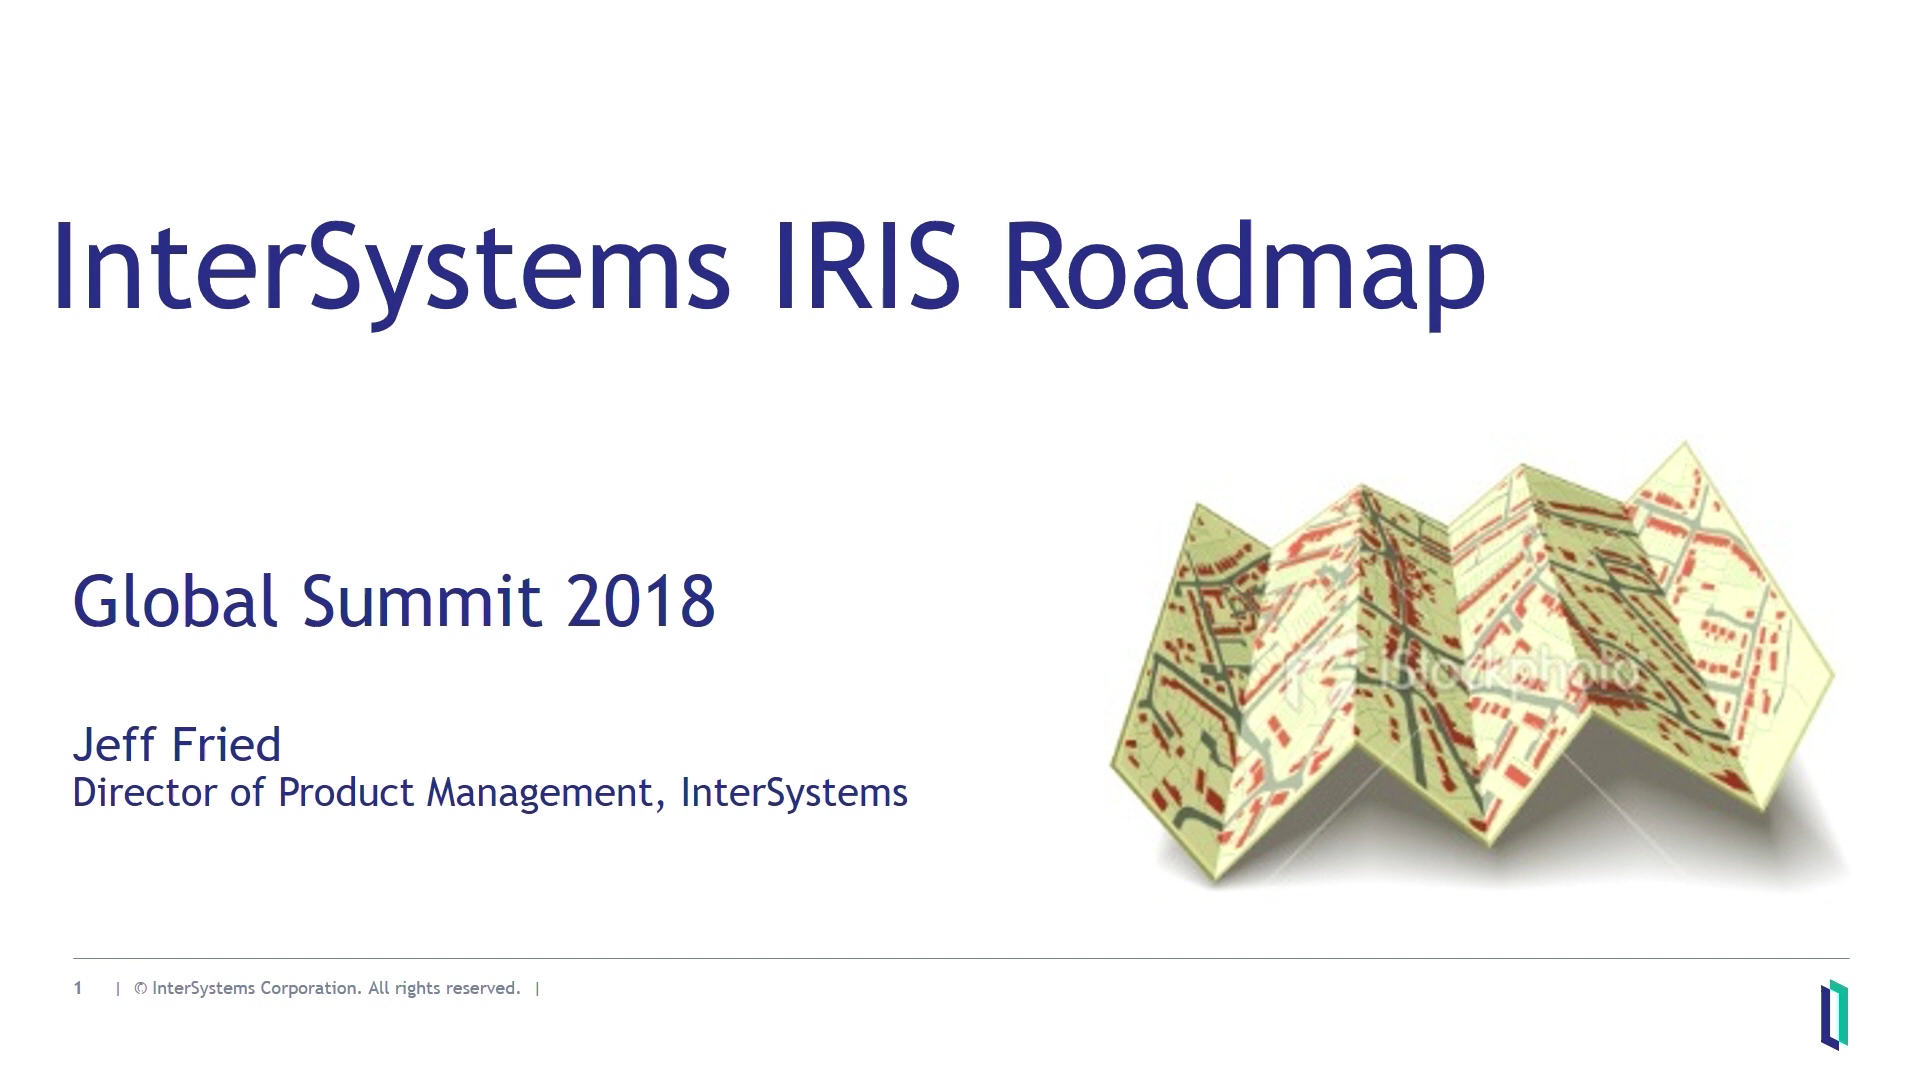 InterSystems IRIS Roadmap
Global Summit 2018
iStockphoto
Jeff Fried
Director of Product Management, InterSystems
1 | © InterSystems Corporation. All rights reserved. |